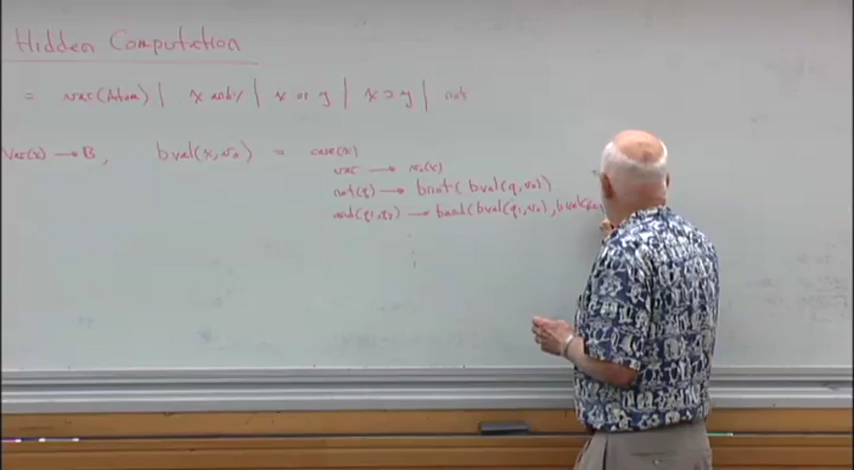 Hidden Computation
= var(Atom) | x and y | x or y | x ⊃ y | not
Var(x) → B, bval(x, v₀) = case(x)
var → v₀(x)
not(q) → bnot(bval(q, v₀))
and(q₁, q₂) → band(bval(q₁, v₀), bval(